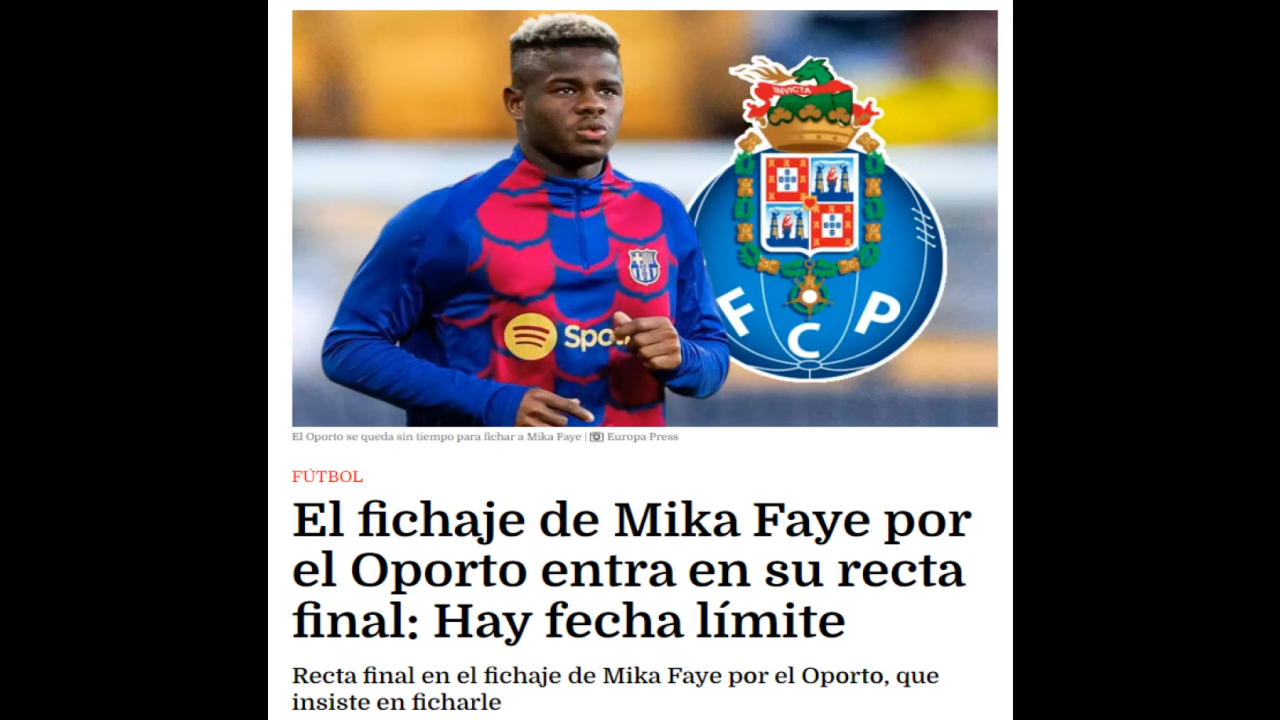 INVICTA
Spot
F C P
El Oporto se queda sin tiempo para fichar a Mika Faye | Europa Press
FÚTBOL
El fichaje de Mika Faye por
el Oporto entra en su recta
final: Hay fecha límite
Recta final en el fichaje de Mika Faye por el Oporto, que
insiste en ficharle